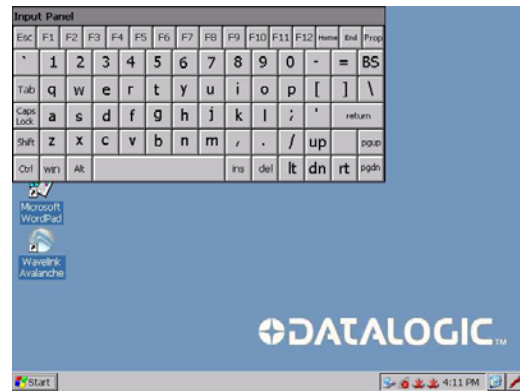 Input Panel
Esc F1 F2 F3 F4 F5 F6 F7 F8 F9 F10 F11 F12 Home End Prop
` 1 2 3 4 5 6 7 8 9 0 - = BS
Tab q w e r t y u i o p [ ] \
Caps Lock a s d f g h j k l ; ' return
Shift z x c v b n m , . / up pgup
Ctrl win Alt ins del lt dn rt pgdn
Microsoft
WordPad
Wavelink
Avalanche
DATALOGIC TM
Start 4:11 PM